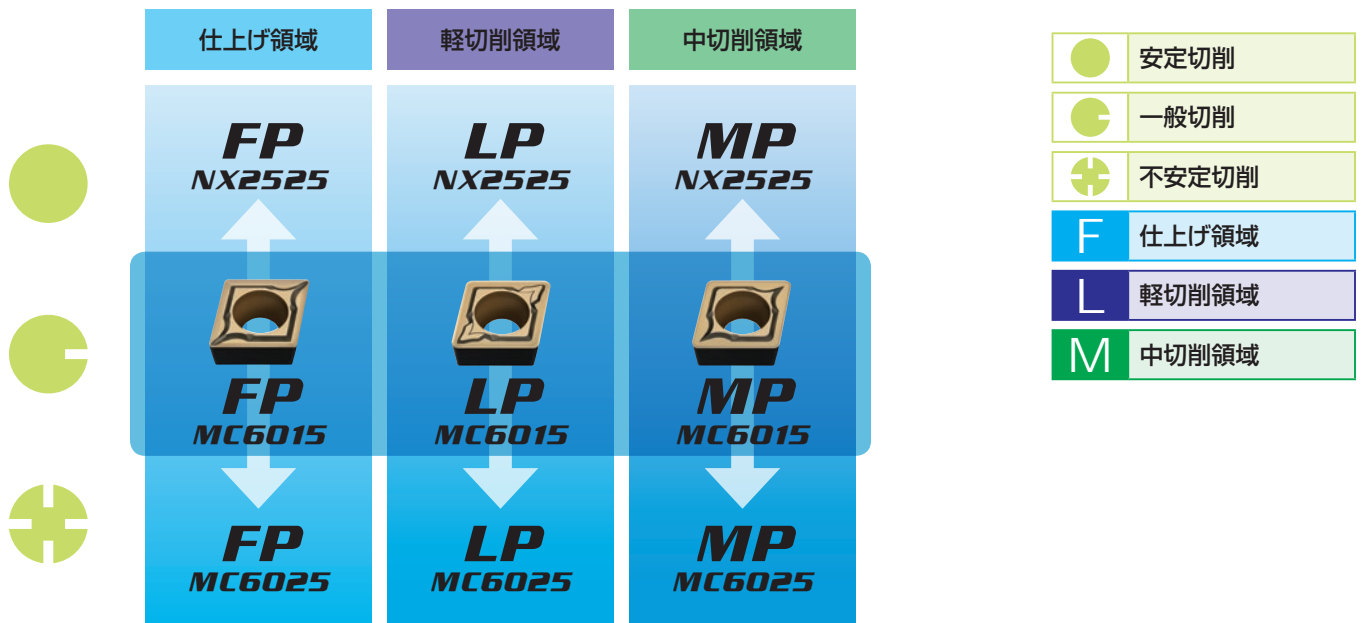 仕上げ領域
軽切削領域
中切削領域
FP
NX2525
LP
NX2525
MP
NX2525
FP
MC6015
LP
MC6015
MP
MC6015
FP
MC6025
LP
MC6025
MP
MC6025
安定切削
一般切削
不安定切削
F 仕上げ領域
L 軽切削領域
M 中切削領域